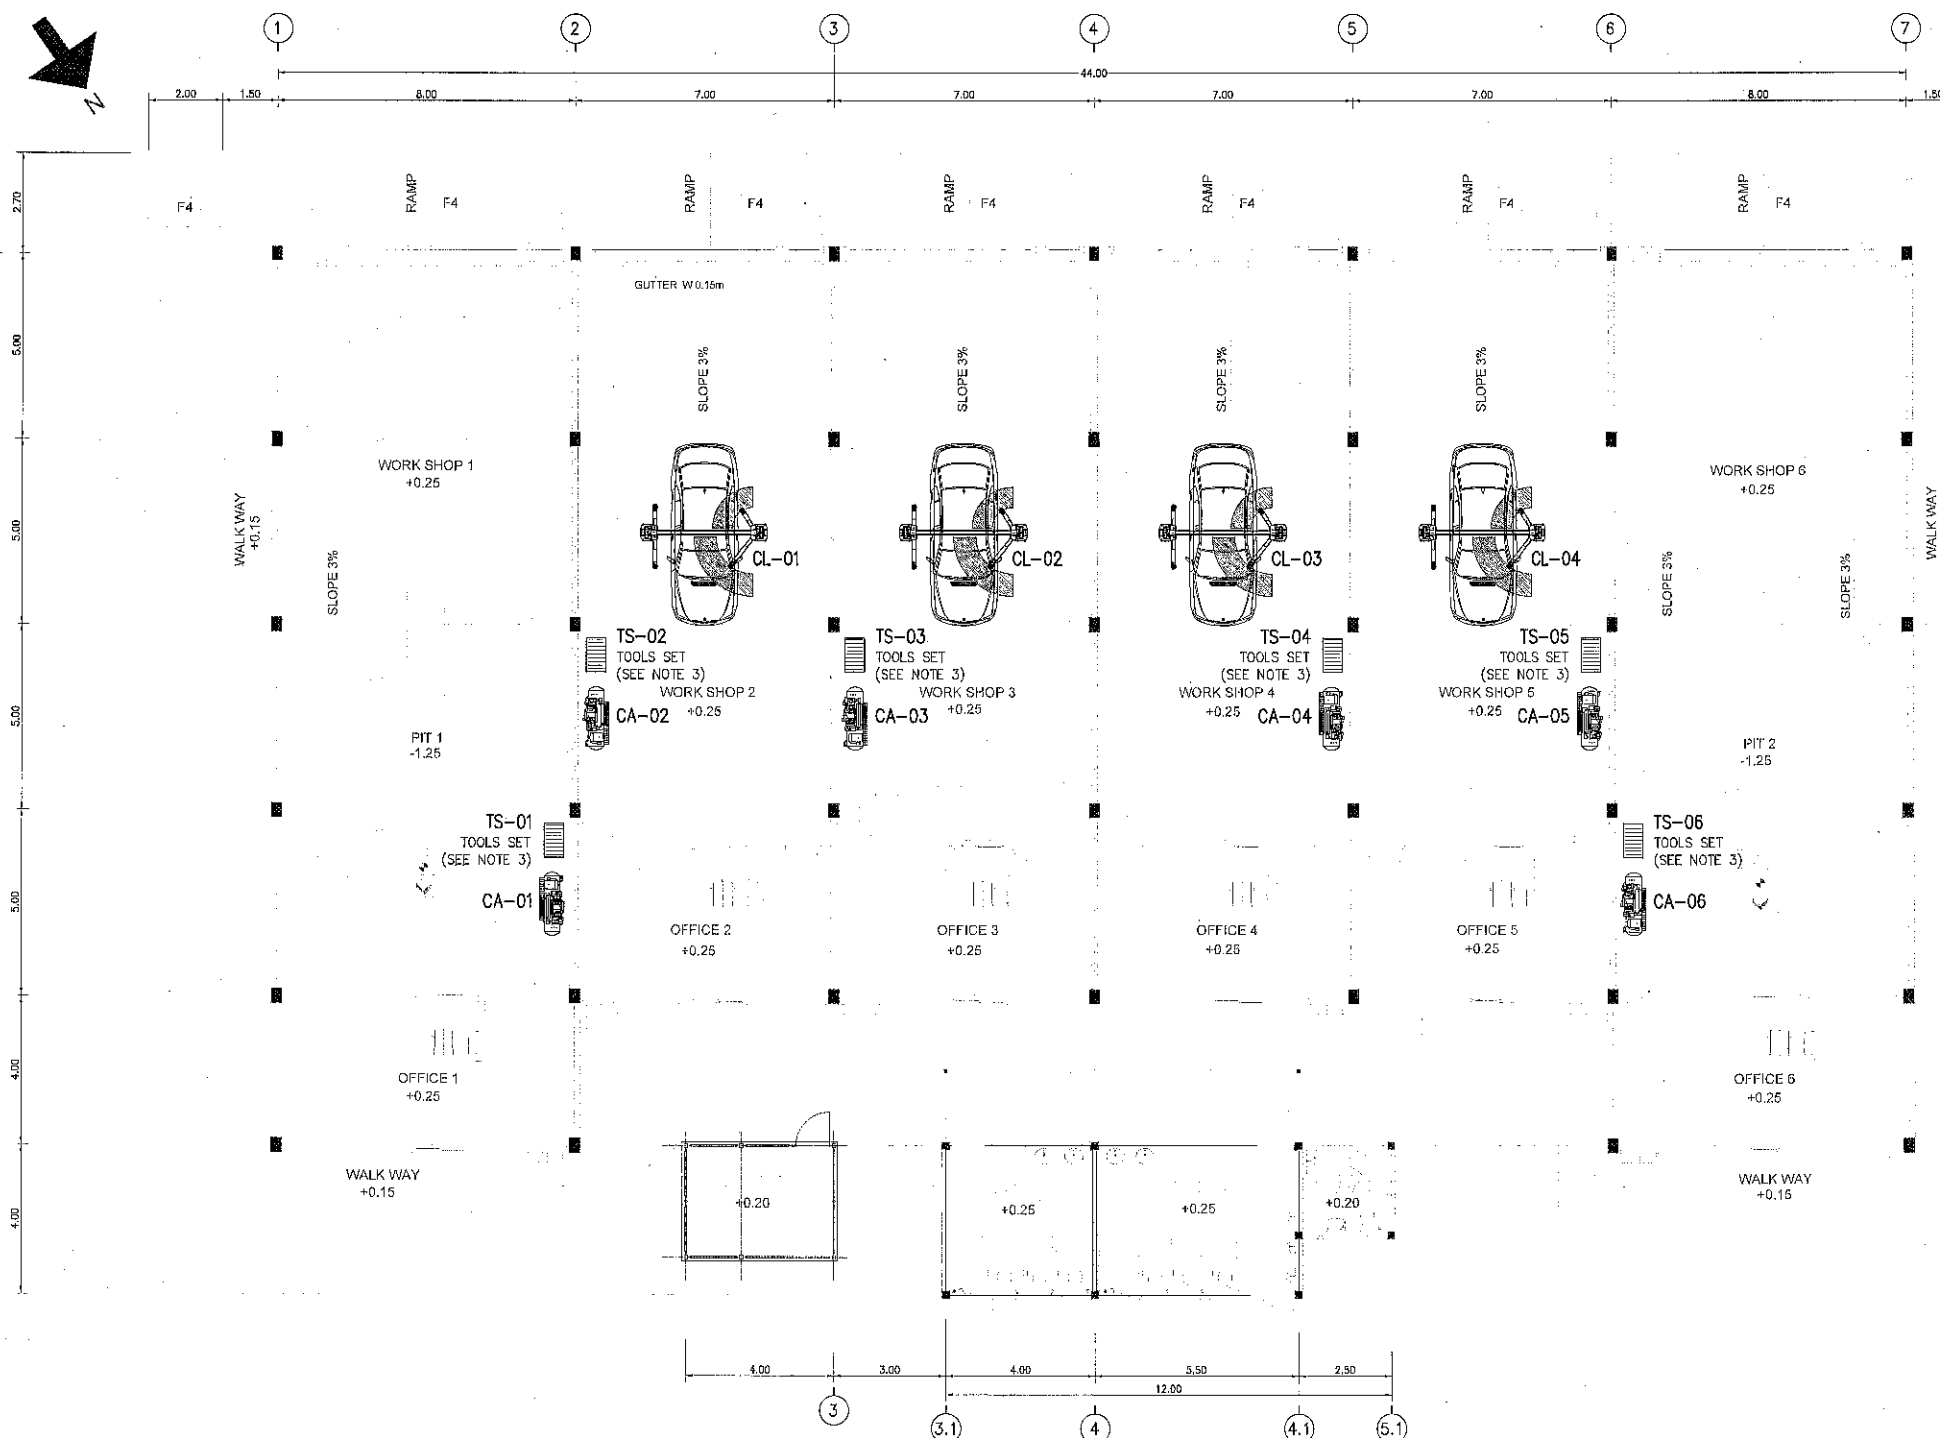 1 2 3 4 5 6 7
44.00
2.00 1.50 8.00 7.00 7.00 7.00 7.00 8.00 1.50
N
2.70
F4
RAMP F4
RAMP F4
RAMP F4
RAMP F4
RAMP F4
RAMP F4
GUTTER W0.15m
5.00
SLOPE 3%
SLOPE 3%
SLOPE 3%
SLOPE 3%
WORK SHOP 1
+0.25
WORK SHOP 6
+0.25
5.00
WALK WAY
+0.15
SLOPE 3%
CL-01
CL-02
CL-03
CL-04
SLOPE 3%
SLOPE 3%
WALK WAY
TS-02
TOOLS SET
(SEE NOTE 3)
TS-03
TOOLS SET
(SEE NOTE 3)
TS-04
TOOLS SET
(SEE NOTE 3)
TS-05
TOOLS SET
(SEE NOTE 3)
WORK SHOP 2
+0.25
WORK SHOP 3
+0.25
WORK SHOP 4
+0.25
WORK SHOP 5
+0.25
CA-02
CA-03
CA-04
CA-05
5.00
PIT 1
-1.25
PIT 2
-1.25
TS-01
TOOLS SET
(SEE NOTE 3)
TS-06
TOOLS SET
(SEE NOTE 3)
5.00
CA-01
CA-06
OFFICE 2
+0.25
OFFICE 3
+0.25
OFFICE 4
+0.25
OFFICE 5
+0.25
4.00
OFFICE 1
+0.25
OFFICE 6
+0.25
WALK WAY
+0.15
WALK WAY
+0.15
4.00
+0.20
+0.25
+0.25
+0.20
4.00 3.00 4.00 5.50 2.50
12.00
3 3.1 4 4.1 5.1